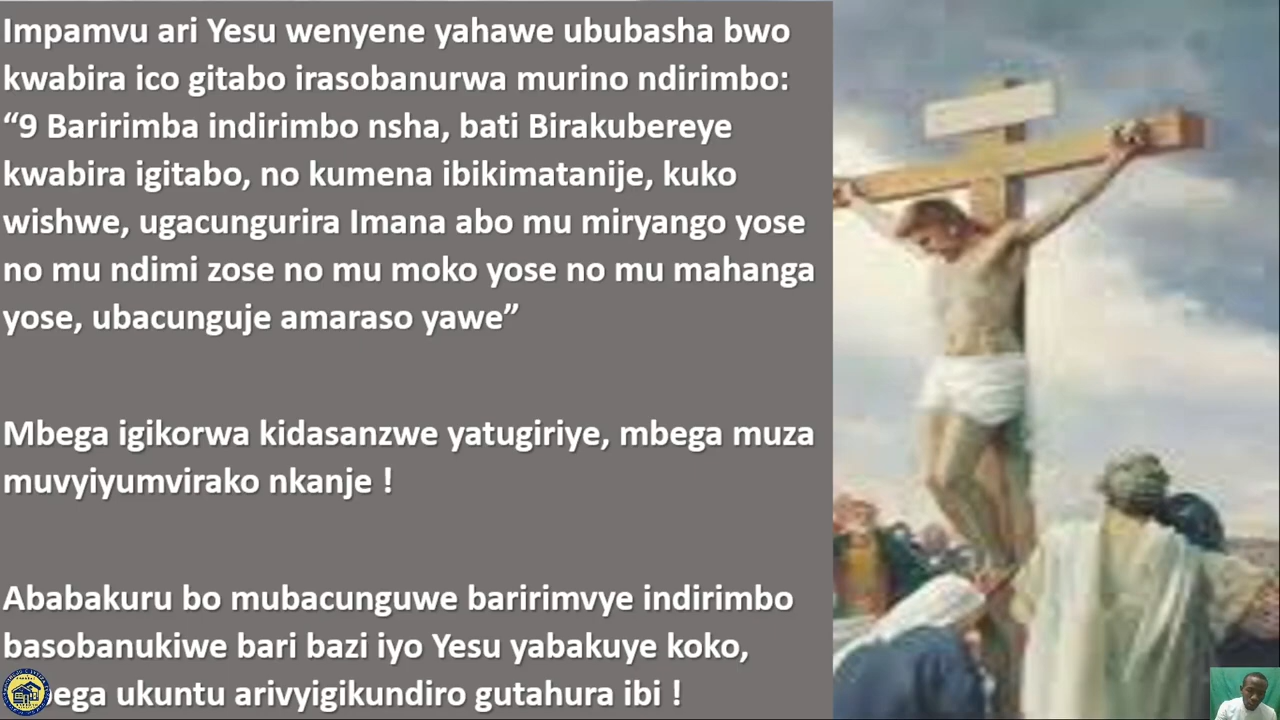 Impamvu ari Yesu wenyene yahawe ububasha bwo
kwabira ico gitabo irasobanurwa murino ndirimbo:
“9 Baririmba indirimbo nsha, bati Birakubereye
kwabira igitabo, no kumena ibikimatanije, kuko
wishwe, ugacungurira Imana abo mu miryango yose
no mu ndimi zose no mu moko yose no mu mahanga
yose, ubacunguje amaraso yawe”
Mbega igikorwa kidasanzwe yatugiriye, mbega muza
muvyiyumvirako nkanje !
Ababakuru bo mubacunguwe baririmvye indirimbo
basobanukiwe bari bazi iyo Yesu yabakuye koko,
ukuntu arivyigikundiro gutahura ibi !